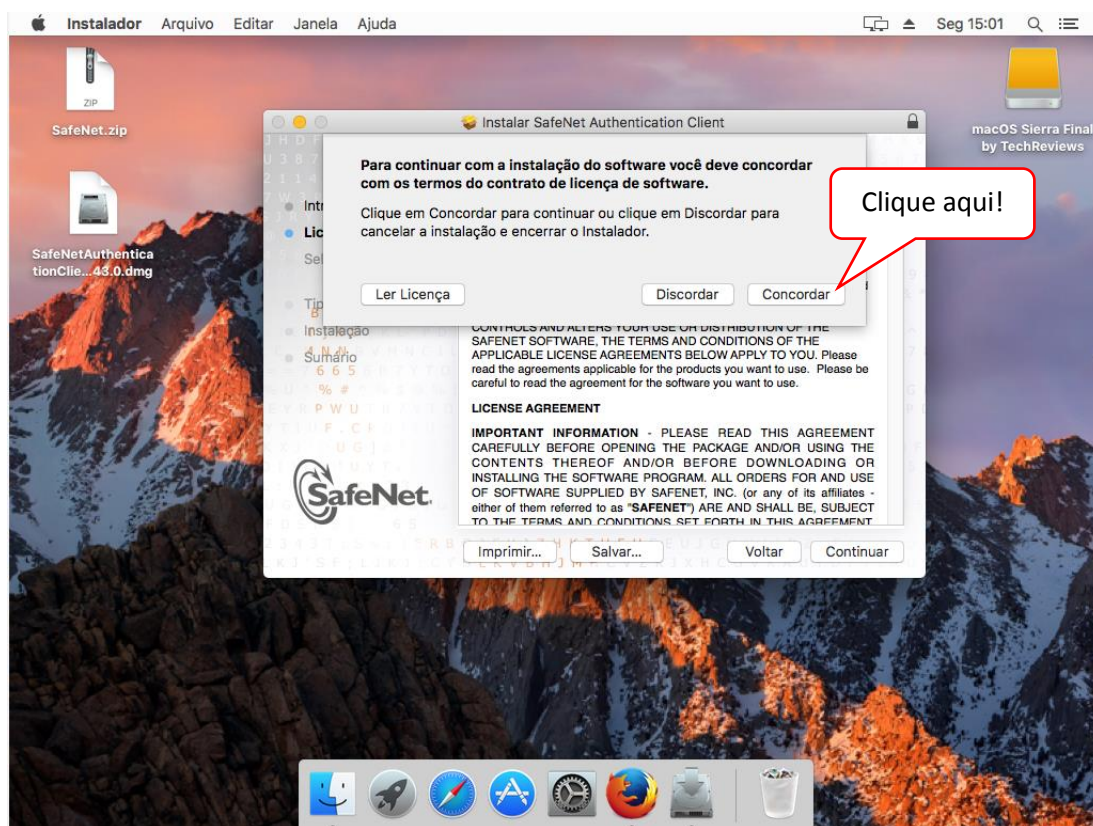 Instalador Arquivo Editar Janela Ajuda Seg 15:01
ZIP
SafeNet.zip
SafeNetAuthentica
tionClie...43.0.dmg
macOS Sierra Final
by TechReviews
Instalar SafeNet Authentication Client
Para continuar com a instalação do software você deve concordar
com os termos do contrato de licença de software.
Clique em Concordar para continuar ou clique em Discordar para
cancelar a instalação e encerrar o Instalador.
Ler Licença Discordar Concordar
Clique aqui!
Int
Lic
Sel
Tip
Instalação
Sumário
CONTROLS AND ALTERS YOUR USE OR DISTRIBUTION OF THE
SAFENET SOFTWARE, THE TERMS AND CONDITIONS OF THE
APPLICABLE LICENSE AGREEMENTS BELOW APPLY TO YOU. Please
read the agreements applicable for the products you want to use. Please be
careful to read the agreement for the software you want to use.
LICENSE AGREEMENT
IMPORTANT INFORMATION - PLEASE READ THIS AGREEMENT
CAREFULLY BEFORE OPENING THE PACKAGE AND/OR USING THE
CONTENTS THEREOF AND/OR BEFORE DOWNLOADING OR
INSTALLING THE SOFTWARE PROGRAM. ALL ORDERS FOR AND USE
OF SOFTWARE SUPPLIED BY SAFENET, INC. (or any of its affiliates -
either of them referred to as "SAFENET") ARE AND SHALL BE, SUBJECT
TO THE TERMS AND CONDITIONS SET FORTH IN THIS AGREEMENT
SafeNet.
Imprimir... Salvar... Voltar Continuar